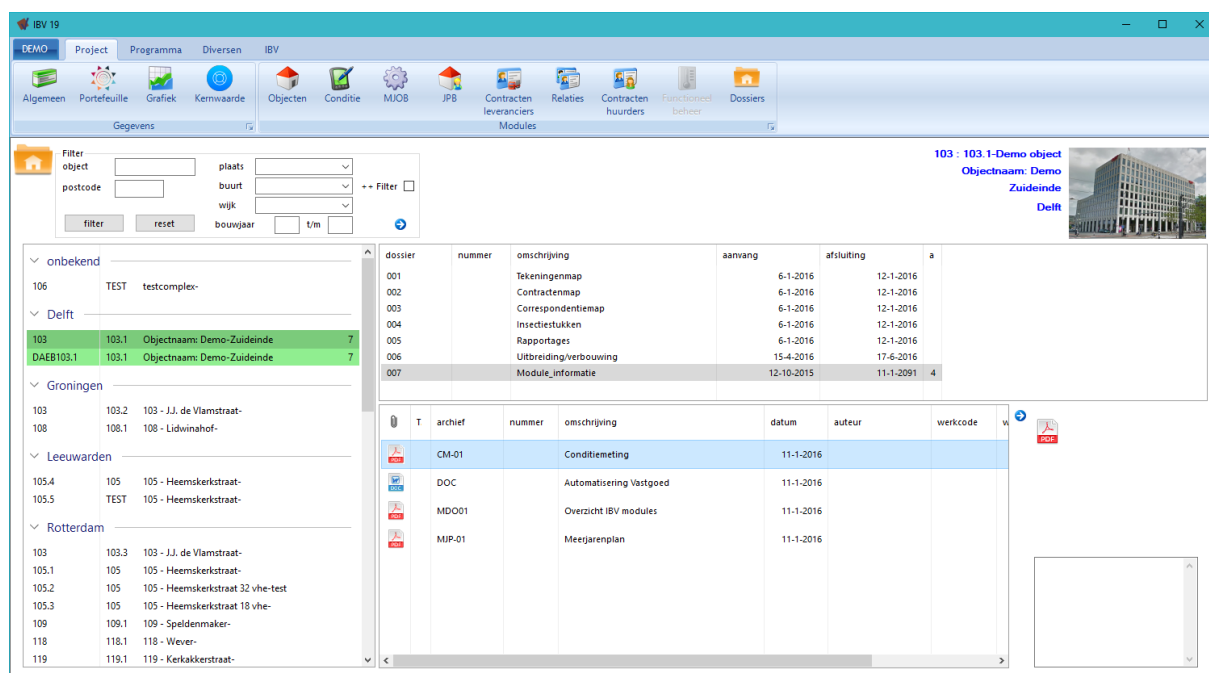 IBV 19
DEMO Project Programma Diversen IBV
Algemeen Portefeuille Grafiek Kernwaarde Objecten Conditie MJOB JPB Contracten leveranciers Relaties Contracten huurders Functioneel beheer Dossiers
Gegevens Modules
Filter
object plaats
postcode buurt ++ Filter
wijk
filter reset bouwjaar t/m
103 : 103.1-Demo object
Objectnaam: Demo
Zuideinde
Delft
onbekend
106 TEST testcomplex-
Delft
103 103.1 Objectnaam: Demo-Zuideinde 7
DAEB103.1 103.1 Objectnaam: Demo-Zuideinde 7
Groningen
103 103.2 103 - J.J. de Vlamstraat-
108 108.1 108 - Lidwinahof-
Leeuwarden
105.4 105 105 - Heemskerkstraat-
105.5 TEST 105 - Heemskerkstraat-
Rotterdam
103 103.3 103 - J.J. de Vlamstraat-
105.1 105 105 - Heemskerkstraat-
105.2 105 105 - Heemskerkstraat 32 vhe-test
105.3 105 105 - Heemskerkstraat 18 vhe-
109 109.1 109 - Speldenmaker-
118 118.1 118 - Wever-
119 119.1 119 - Kerkakkerstraat-
dossier nummer omschrijving aanvang afsluiting a
001 Tekeningenmap 6-1-2016 12-1-2016
002 Contractenmap 6-1-2016 12-1-2016
003 Correspondentiemap 6-1-2016 12-1-2016
004 Insectiestukken 6-1-2016 12-1-2016
005 Rapportages 6-1-2016 12-1-2016
006 Uitbreiding/verbouwing 15-4-2016 17-6-2016
007 Module_informatie 12-10-2015 11-1-2091 4
T archief nummer omschrijving datum auteur werkcode w
PDF CM-01 Conditiemeting 11-1-2016
DOC DOC Automatisering Vastgoed 11-1-2016
PDF MDO01 Overzicht IBV modules 11-1-2016
PDF MJP-01 Meerjarenplan 11-1-2016
PDF